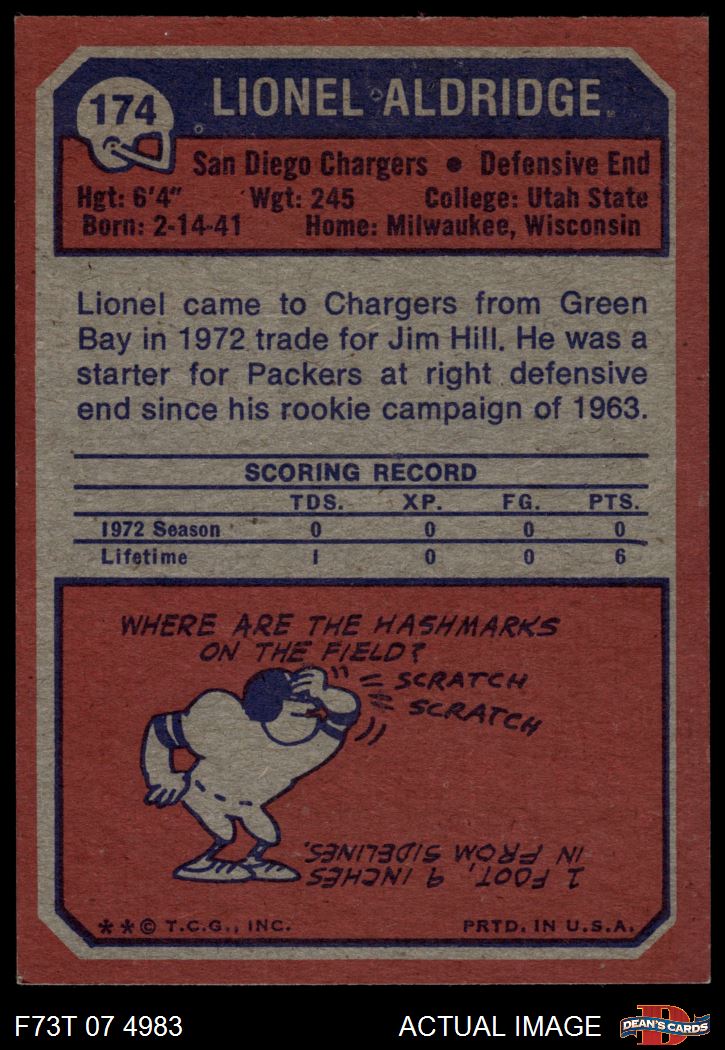 174
LIONEL ALDRIDGE
San Diego Chargers • Defensive End
Hgt: 6'4" Wgt: 245 College: Utah State
Born: 2-14-41 Home: Milwaukee, Wisconsin
Lionel came to Chargers from Green
Bay in 1972 trade for Jim Hill. He was a
starter for Packers at right defensive
end since his rookie campaign of 1963.
SCORING RECORD
TDS. XP. FG. PTS.
1972 Season 0 0 0 0
Lifetime 1 0 0 6
WHERE ARE THE HASHMARKS
ON THE FIELD?
SCRATCH
SCRATCH
1 FOOT, 9 INCHES
IN FROM SIDELINES.
**© T.C.G., INC. PRTD. IN U.S.A.
F73T 07 4983 ACTUAL IMAGE
D
DEAN'S CARDS